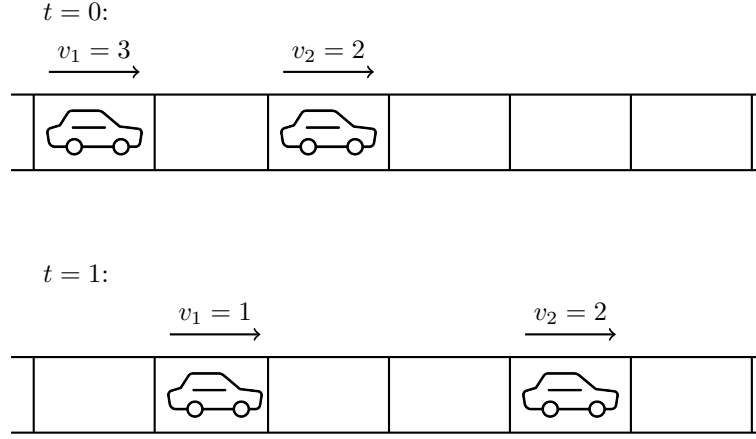 t = 0:
v₁ = 3 v₂ = 2
t = 1:
v₁ = 1 v₂ = 2